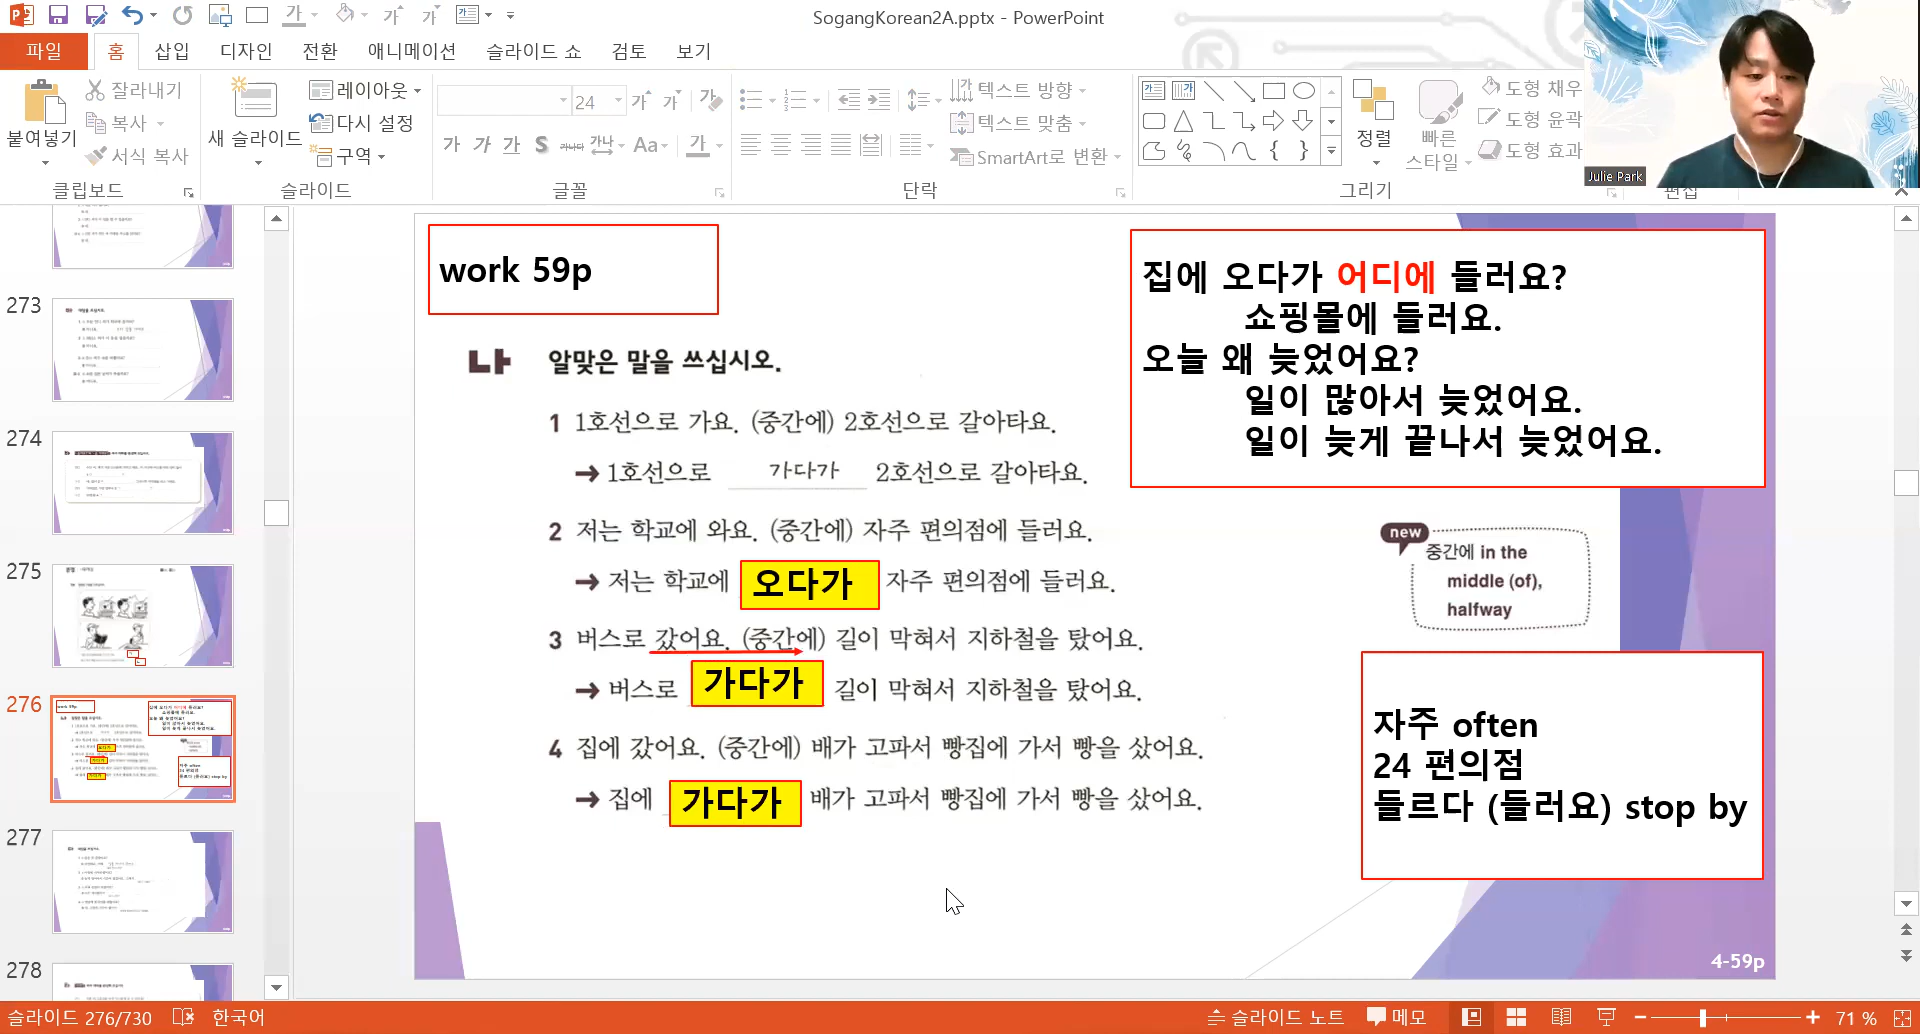 SogangKorean2A.pptx - PowerPoint
파일 홈 삽입 디자인 전환 애니메이션 슬라이드 쇼 검토 보기
붙여넣기
잘라내기
복사
서식 복사
클립보드
새 슬라이드
레이아웃
다시 설정
구역
슬라이드
24
가 가 가 S 가나다 간나 Aa 가
글꼴
단락
텍스트 방향
텍스트 맞춤
SmartArt로 변환
정렬
빠른
스타일
도형 채우
도형 윤곽
도형 효과
그리기
편집
Julie Park
273
274
275
276
277
278
work 59p
나 알맞은 말을 쓰십시오.
1 1호선으로 가요. (중간에) 2호선으로 갈아타요.
→ 1호선으로 가다가 2호선으로 갈아타요.
2 저는 학교에 와요. (중간에) 자주 편의점에 들러요.
→ 저는 학교에 오다가 자주 편의점에 들러요.
3 버스로 갔어요. (중간에) 길이 막혀서 지하철을 탔어요.
→ 버스로 가다가 길이 막혀서 지하철을 탔어요.
4 집에 갔어요. (중간에) 배가 고파서 빵집에 가서 빵을 샀어요.
→ 집에 가다가 배가 고파서 빵집에 가서 빵을 샀어요.
집에 오다가 어디에 들러요?
쇼핑몰에 들러요.
오늘 왜 늦었어요?
일이 많아서 늦었어요.
일이 늦게 끝나서 늦었어요.
new
중간에 in the
middle (of),
halfway
자주 often
24 편의점
들르다 (들러요) stop by
4-59p
슬라이드 276/730 한국어
슬라이드 노트 메모 71 %